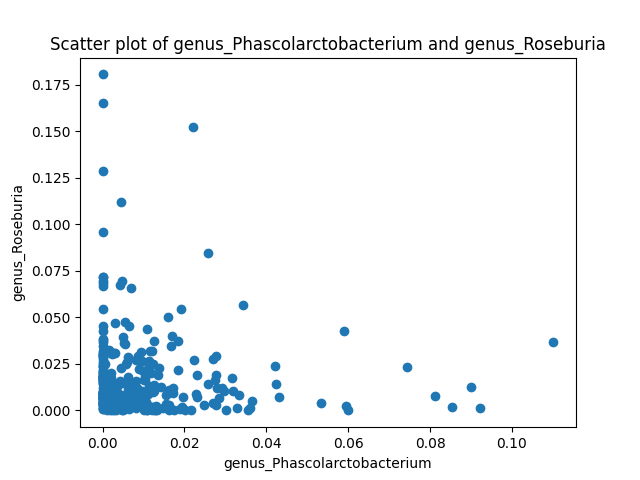 Scatter plot of genus_Phascolarctobacterium and genus_Roseburia
0.175
0.150
0.125
0.100
0.075
0.050
0.025
0.000
genus_Roseburia
0.00 0.02 0.04 0.06 0.08 0.10
genus_Phascolarctobacterium